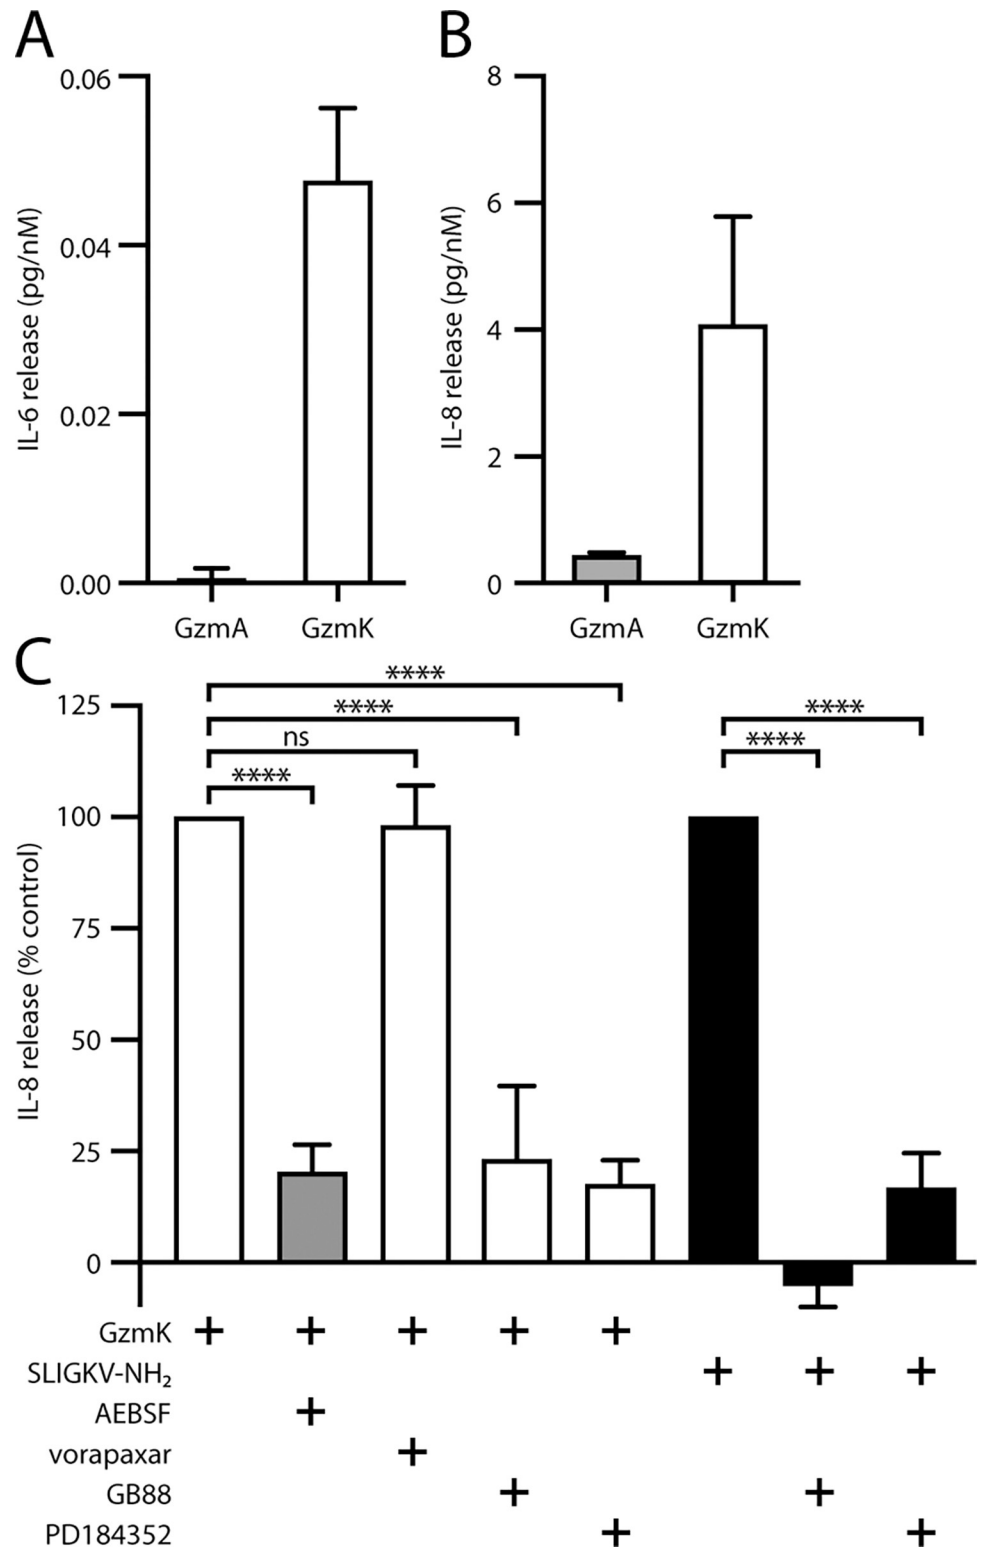 A
0.06
0.04
0.02
0.00
IL-6 release (pg/nM)
GzmA GzmK
B
8
6
4
2
0
IL-8 release (pg/nM)
GzmA GzmK
C
125
100
75
50
25
0
IL-8 release (% control)
****
****
ns
****
****
****
GzmK + + + + +
SLIGKV-NH₂ + + +
AEBSF +
vorapaxar +
GB88 + +
PD184352 + +